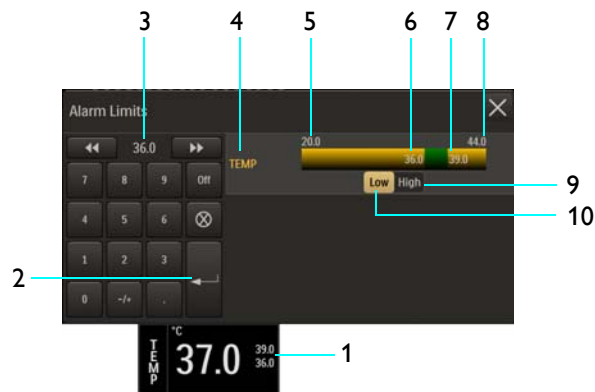 3 4 5 6 7 8
Alarm Limits
36.0
20.0 44.0
TEMP 36.0 39.0
Low High
7 8 9 Off
4 5 6
1 2 3
0 -/+ .
9
10
2
TEMP °C 37.0 39.0 36.0
1